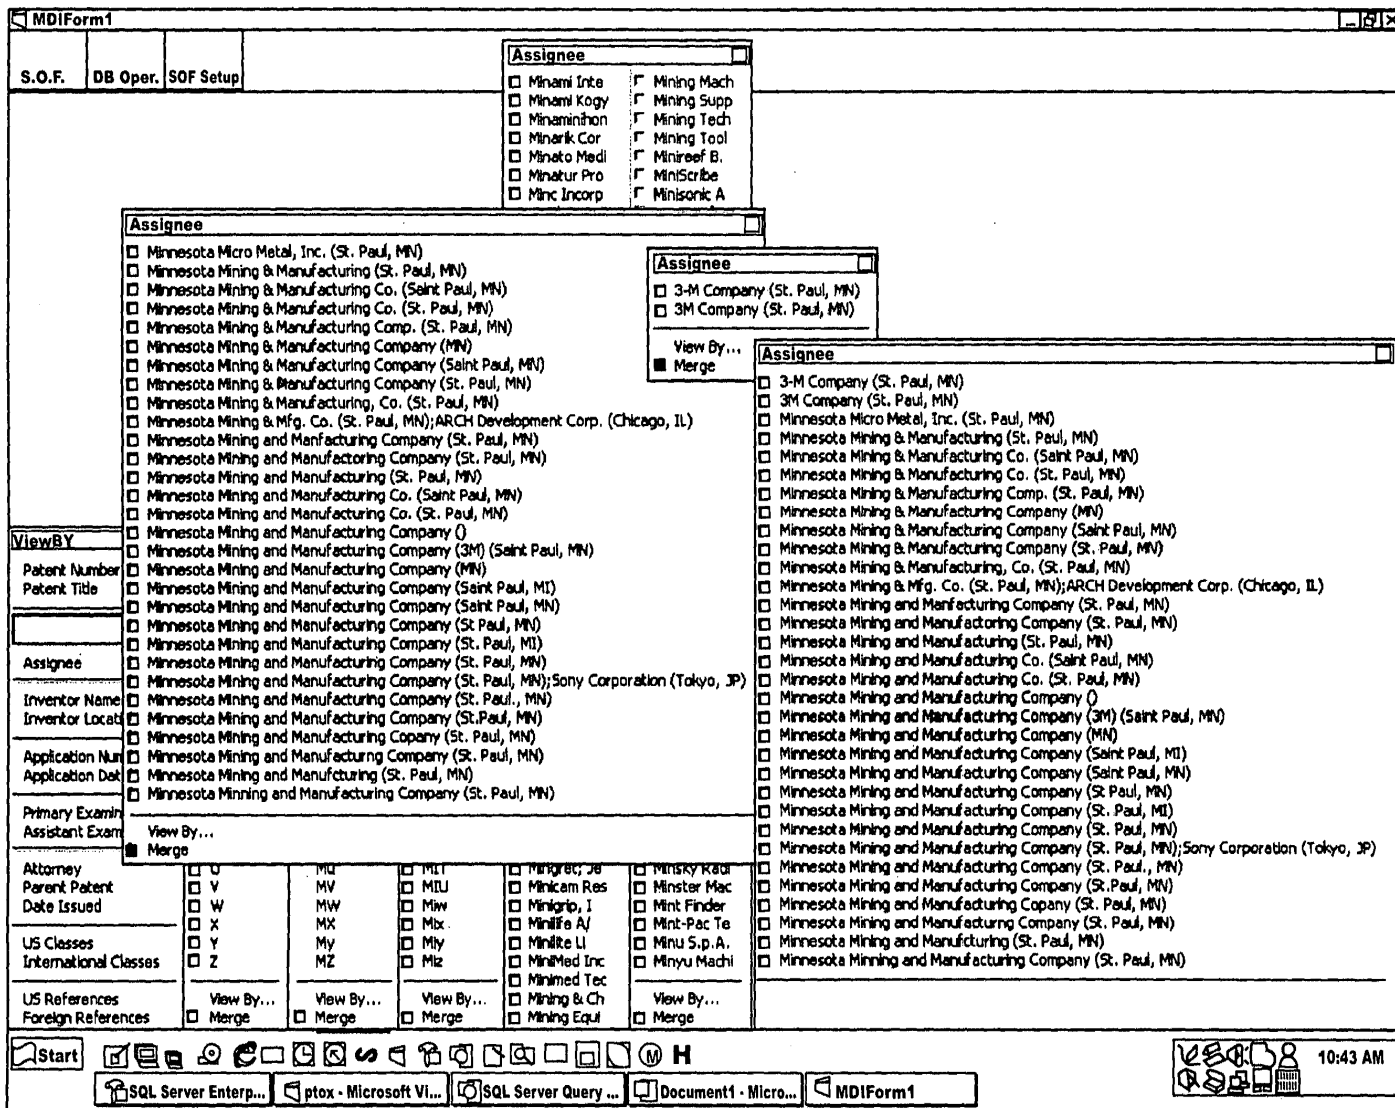 MDIForm1
S.O.F. DB Oper. SOF Setup
Assignee
Minami Inte
Minami Kogy
Minaminihon
Minarik Cor
Minato Medi
Minatur Pro
Minc Incorp
Mining Mach
Mining Supp
Mining Tech
Mining Tool
Minireef B.
MiniScribe
Minisonic A
Assignee
Minnesota Micro Metal, Inc. (St. Paul, MN)
Minnesota Mining & Manufacturing (St. Paul, MN)
Minnesota Mining & Manufacturing Co. (Saint Paul, MN)
Minnesota Mining & Manufacturing Co. (St. Paul, MN)
Minnesota Mining & Manufacturing Comp. (St. Paul, MN)
Minnesota Mining & Manufacturing Company (MN)
Minnesota Mining & Manufacturing Company (Saint Paul, MN)
Minnesota Mining & Manufacturing Company (St. Paul, MN)
Minnesota Mining & Manufacturing, Co. (St. Paul, MN)
Minnesota Mining & Mfg. Co. (St. Paul, MN);ARCH Development Corp. (Chicago, IL)
Minnesota Mining and Manfacturing Company (St. Paul, MN)
Minnesota Mining and Manufactoring Company (St. Paul, MN)
Minnesota Mining and Manufacturing (St. Paul, MN)
Minnesota Mining and Manufacturing Co. (Saint Paul, MN)
Minnesota Mining and Manufacturing Co. (St. Paul, MN)
Minnesota Mining and Manufacturing Company ()
Minnesota Mining and Manufacturing Company (3M) (Saint Paul, MN)
Minnesota Mining and Manufacturing Company (MN)
Minnesota Mining and Manufacturing Company (Saint Paul, MI)
Minnesota Mining and Manufacturing Company (Saint Paul, MN)
Minnesota Mining and Manufacturing Company (St Paul, MN)
Minnesota Mining and Manufacturing Company (St. Paul, MI)
Minnesota Mining and Manufacturing Company (St. Paul, MN)
Minnesota Mining and Manufacturing Company (St. Paul, MN);Sony Corporation (Tokyo, JP)
Minnesota Mining and Manufacturing Company (St. Paul., MN)
Minnesota Mining and Manufacturing Company (St.Paul, MN)
Minnesota Mining and Manufacturing Copany (St. Paul, MN)
Minnesota Mining and Manufacturng Company (St. Paul, MN)
Minnesota Mining and Manufcturing (St. Paul, MN)
Minnesota Minning and Manufacturing Company (St. Paul, MN)
View By...
Merge
Assignee
3-M Company (St. Paul, MN)
3M Company (St. Paul, MN)
View By...
Merge
Assignee
3-M Company (St. Paul, MN)
3M Company (St. Paul, MN)
Minnesota Micro Metal, Inc. (St. Paul, MN)
Minnesota Mining & Manufacturing (St. Paul, MN)
Minnesota Mining & Manufacturing Co. (Saint Paul, MN)
Minnesota Mining & Manufacturing Co. (St. Paul, MN)
Minnesota Mining & Manufacturing Comp. (St. Paul, MN)
Minnesota Mining & Manufacturing Company (MN)
Minnesota Mining & Manufacturing Company (Saint Paul, MN)
Minnesota Mining & Manufacturing Company (St. Paul, MN)
Minnesota Mining & Manufacturing, Co. (St. Paul, MN)
Minnesota Mining & Mfg. Co. (St. Paul, MN);ARCH Development Corp. (Chicago, IL)
Minnesota Mining and Manfacturing Company (St. Paul, MN)
Minnesota Mining and Manufactoring Company (St. Paul, MN)
Minnesota Mining and Manufacturing (St. Paul, MN)
Minnesota Mining and Manufacturing Co. (Saint Paul, MN)
Minnesota Mining and Manufacturing Co. (St. Paul, MN)
Minnesota Mining and Manufacturing Company ()
Minnesota Mining and Manufacturing Company (3M) (Saint Paul, MN)
Minnesota Mining and Manufacturing Company (MN)
Minnesota Mining and Manufacturing Company (Saint Paul, MI)
Minnesota Mining and Manufacturing Company (Saint Paul, MN)
Minnesota Mining and Manufacturing Company (St Paul, MN)
Minnesota Mining and Manufacturing Company (St. Paul, MI)
Minnesota Mining and Manufacturing Company (St. Paul, MN)
Minnesota Mining and Manufacturing Company (St. Paul, MN);Sony Corporation (Tokyo, JP)
Minnesota Mining and Manufacturing Company (St. Paul., MN)
Minnesota Mining and Manufacturing Company (St.Paul, MN)
Minnesota Mining and Manufacturing Copany (St. Paul, MN)
Minnesota Mining and Manufacturng Company (St. Paul, MN)
Minnesota Mining and Manufcturing (St. Paul, MN)
Minnesota Minning and Manufacturing Company (St. Paul, MN)
ViewBY
Patent Number
Patent Title
Assignee
Inventor Name
Inventor Locati
Application Num
Application Dat
Primary Examin
Assistant Exam
Attorney
Parent Patent
Date Issued
US Classes
International Classes
US References
Foreign References
V
W
X
Y
Z
View By...
Merge
MV
MW
MX
My
MZ
View By...
Merge
MIU
Miw
Mix
Miy
Miz
View By...
Merge
Mingret; Je
Minicam Res
Minigrip, I
Minilife A/
Minilite Li
MiniMed Inc
Minimed Tec
Mining & Ch
Mining Equi
Minsky Radi
Minster Mac
Mint Finder
Mint-Pac Te
Minu S.p.A.
Minyu Machi
View By...
Merge
Start
M H
10:43 AM
SQL Server Enterp... ptox - Microsoft Vi... SQL Server Query ... Document1 - Micro... MDIForm1